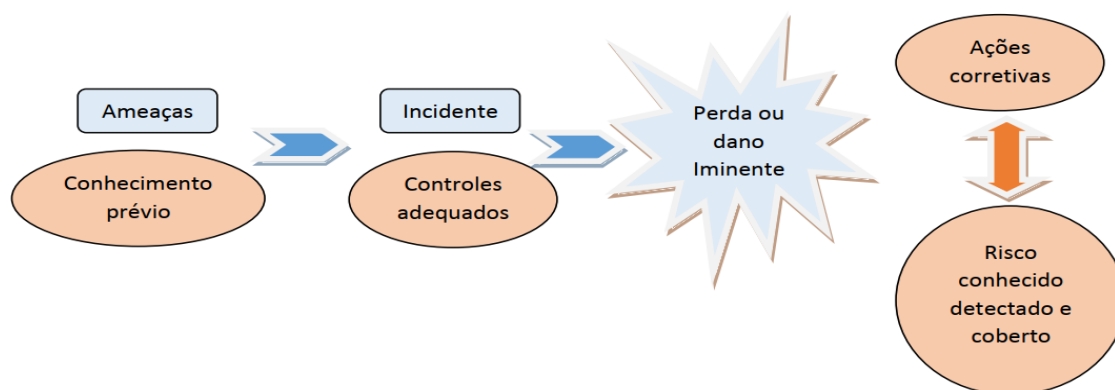 Ameaças
Conhecimento
prévio
Incidente
Controles
adequados
Perda ou
dano
Iminente
Ações
corretivas
Risco
conhecido
detectado e
coberto